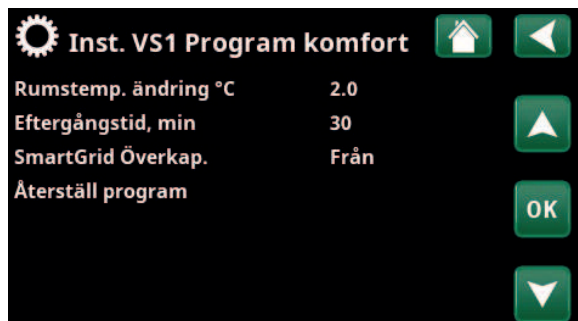 Inst. VS1 Program komfort
Rumstemp. ändring °C 2.0
Eftergångstid, min 30
SmartGrid Överkap. Från
Återställ program
OK